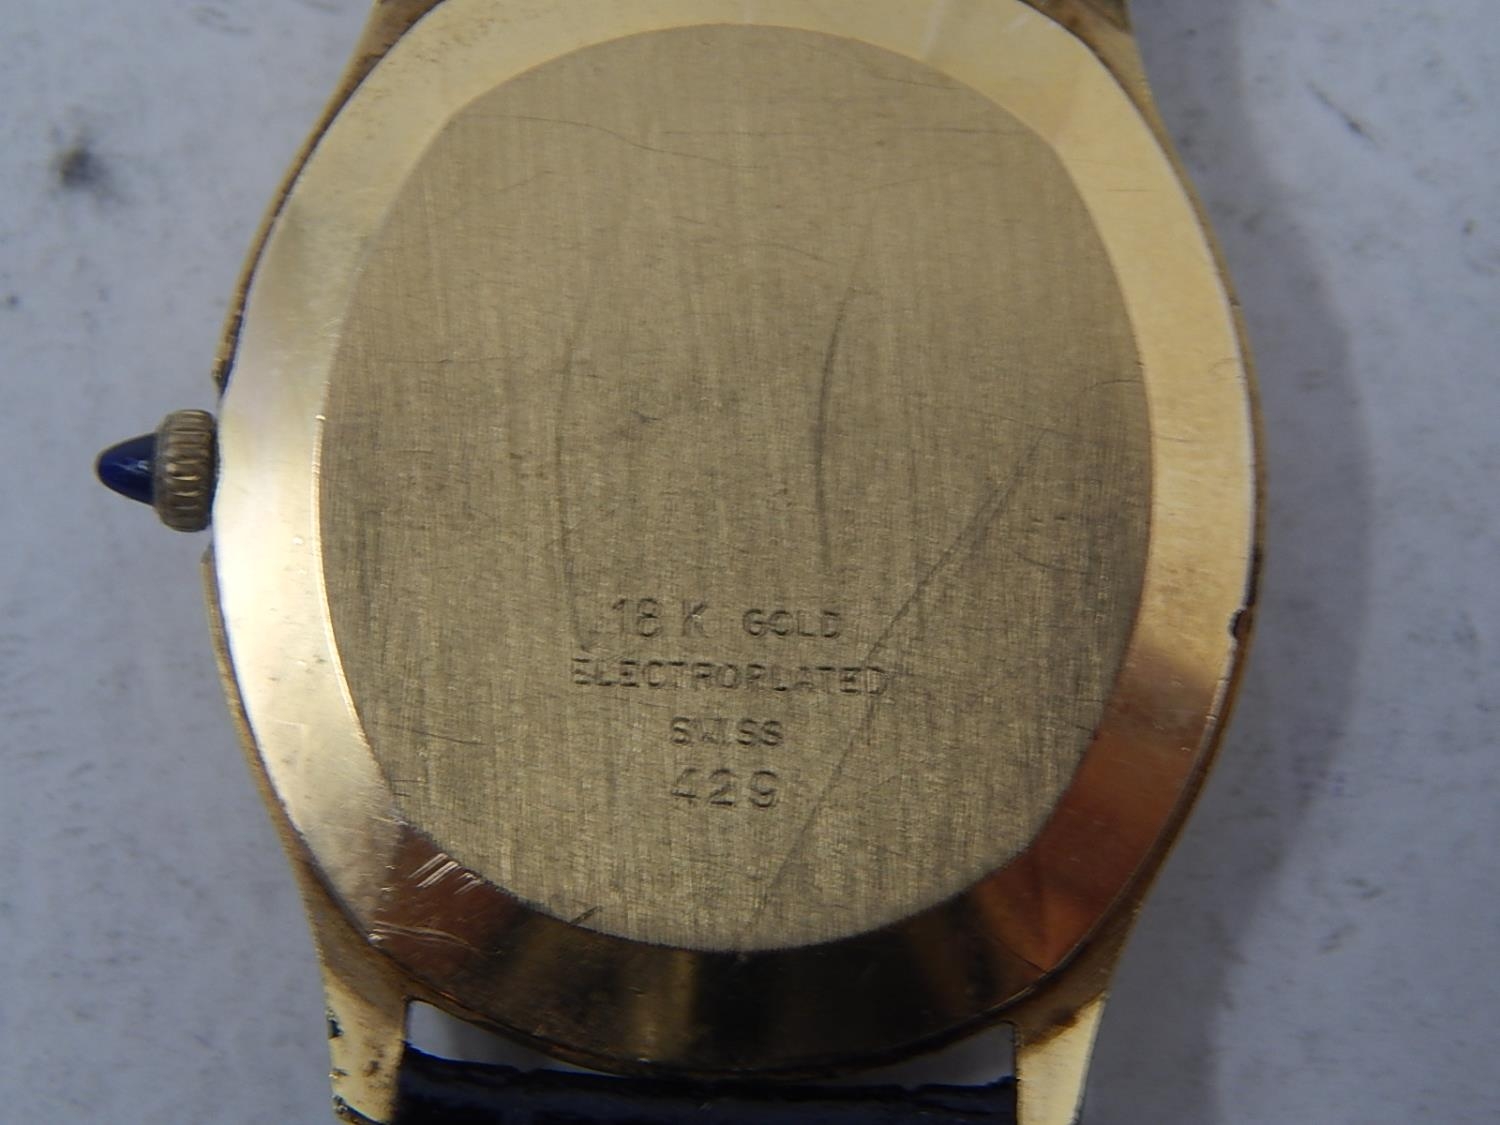 18 K GOLD
ELECTROPLATED
SWISS
429